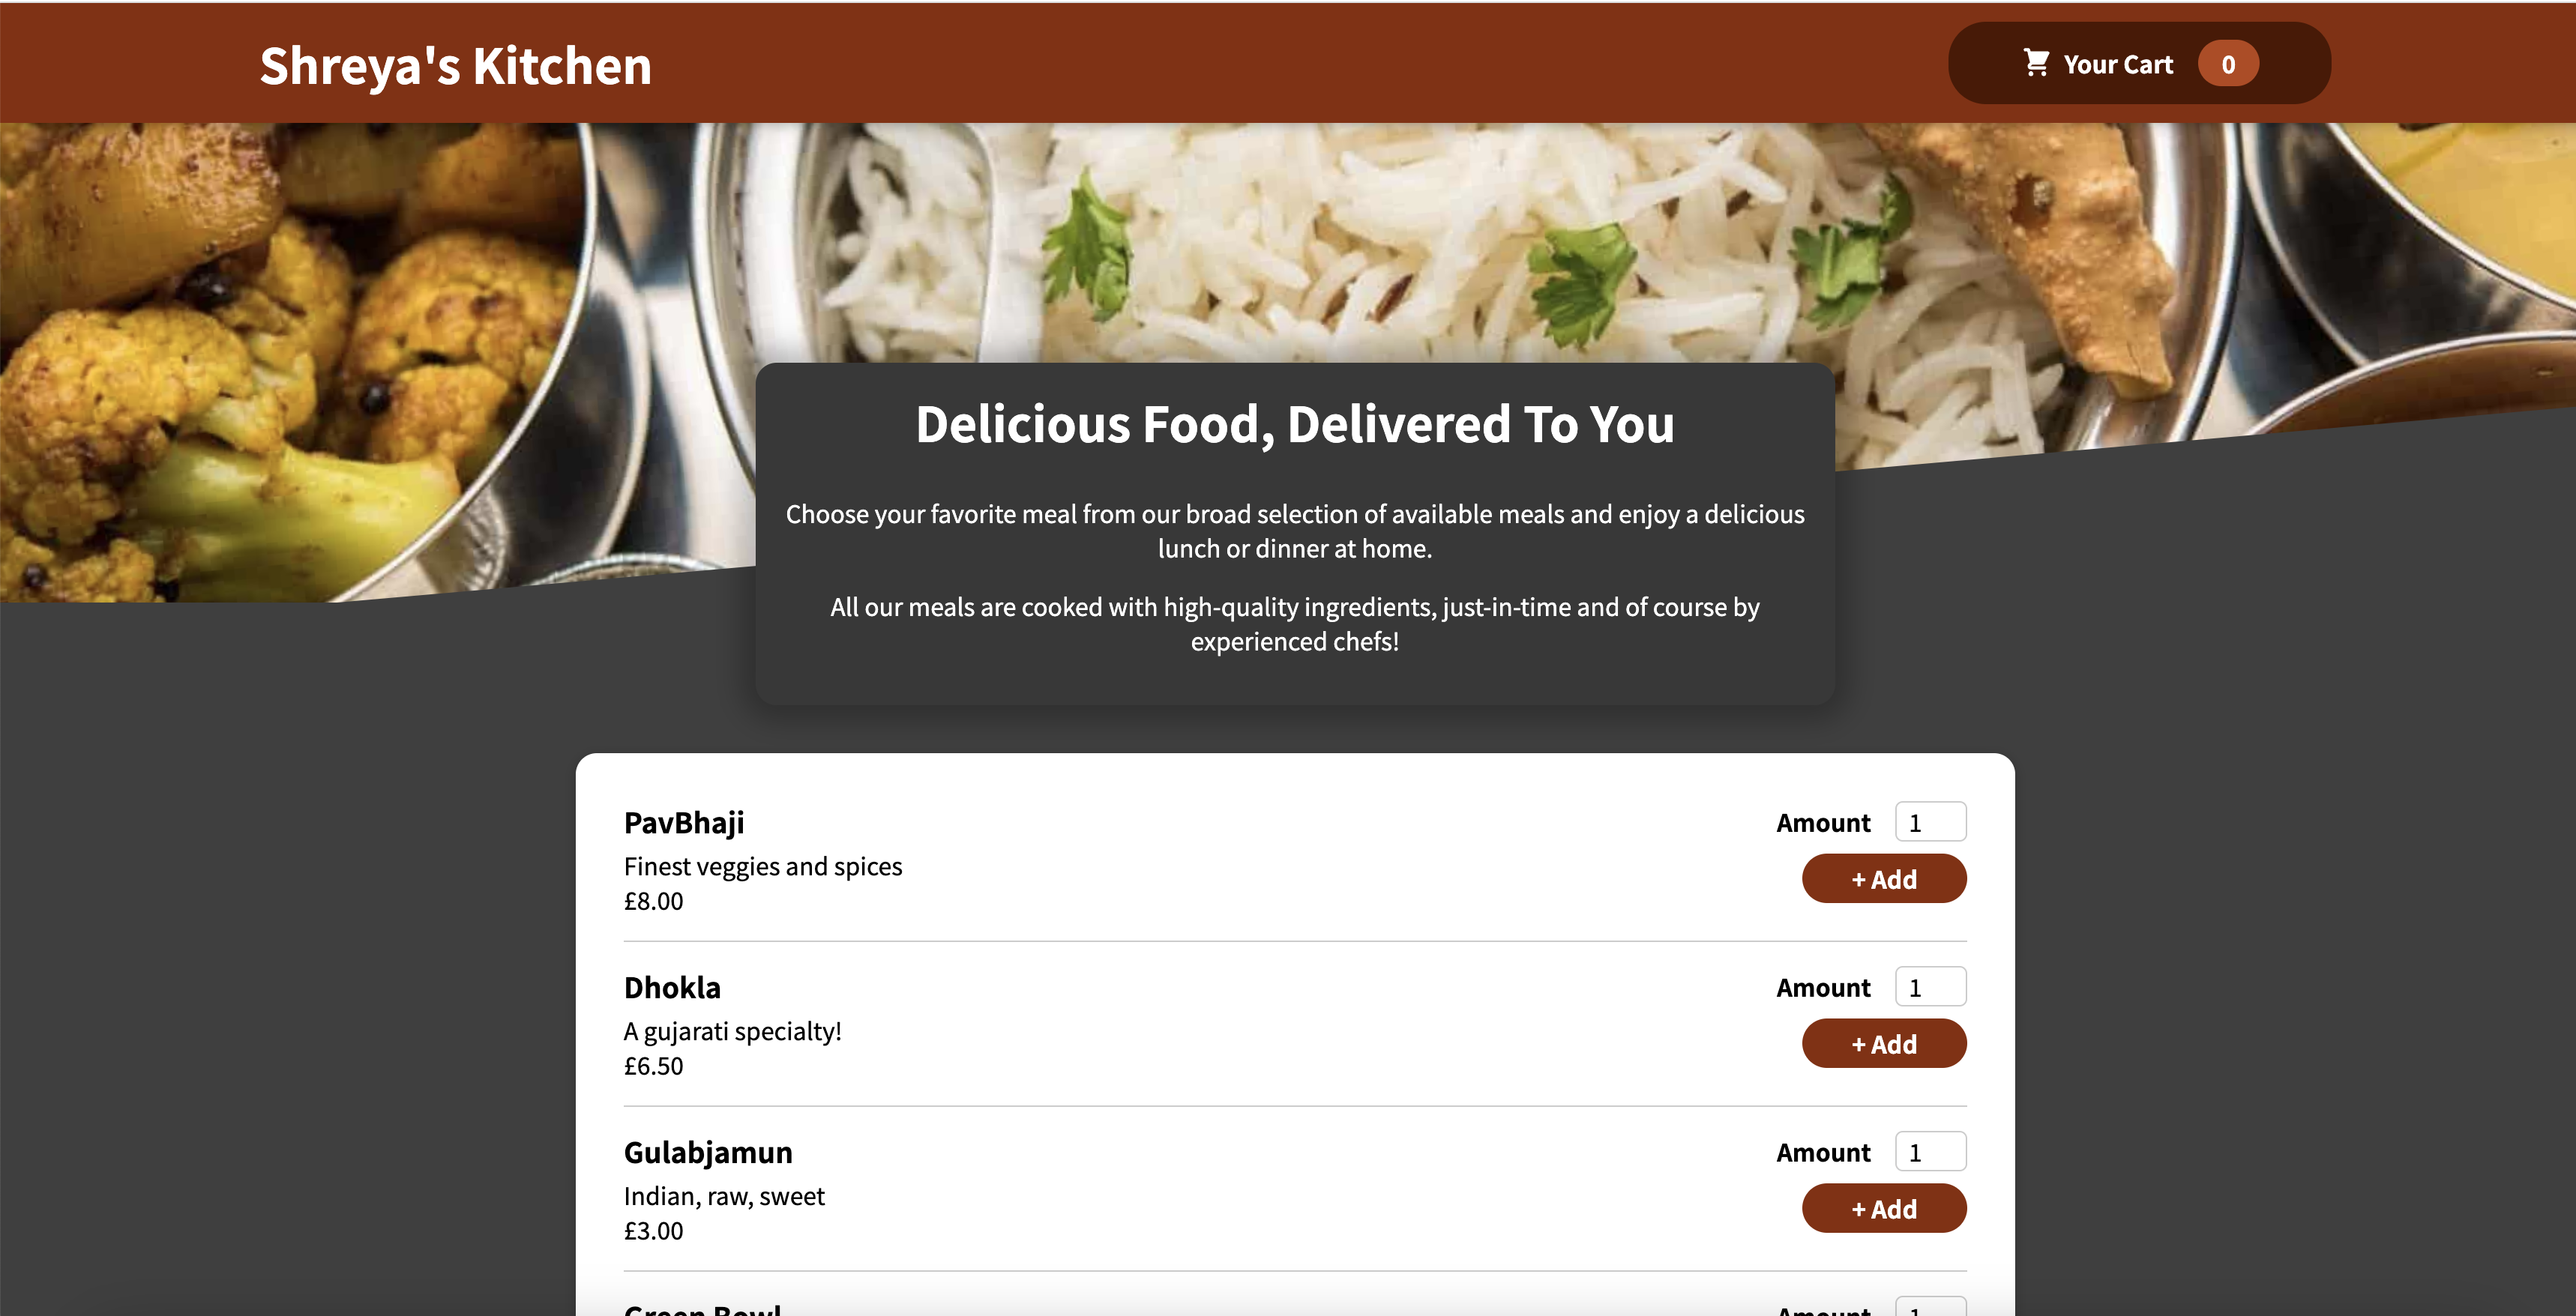 Shreya's Kitchen
Your Cart 0
Delicious Food, Delivered To You
Choose your favorite meal from our broad selection of available meals and enjoy a delicious
lunch or dinner at home.
All our meals are cooked with high-quality ingredients, just-in-time and of course by
experienced chefs!
PavBhaji
Amount 1
Finest veggies and spices
+ Add
£8.00
Dhokla
Amount 1
A gujarati specialty!
+ Add
£6.50
Gulabjamun
Amount 1
Indian, raw, sweet
+ Add
£3.00
Green Bowl
Amount 1